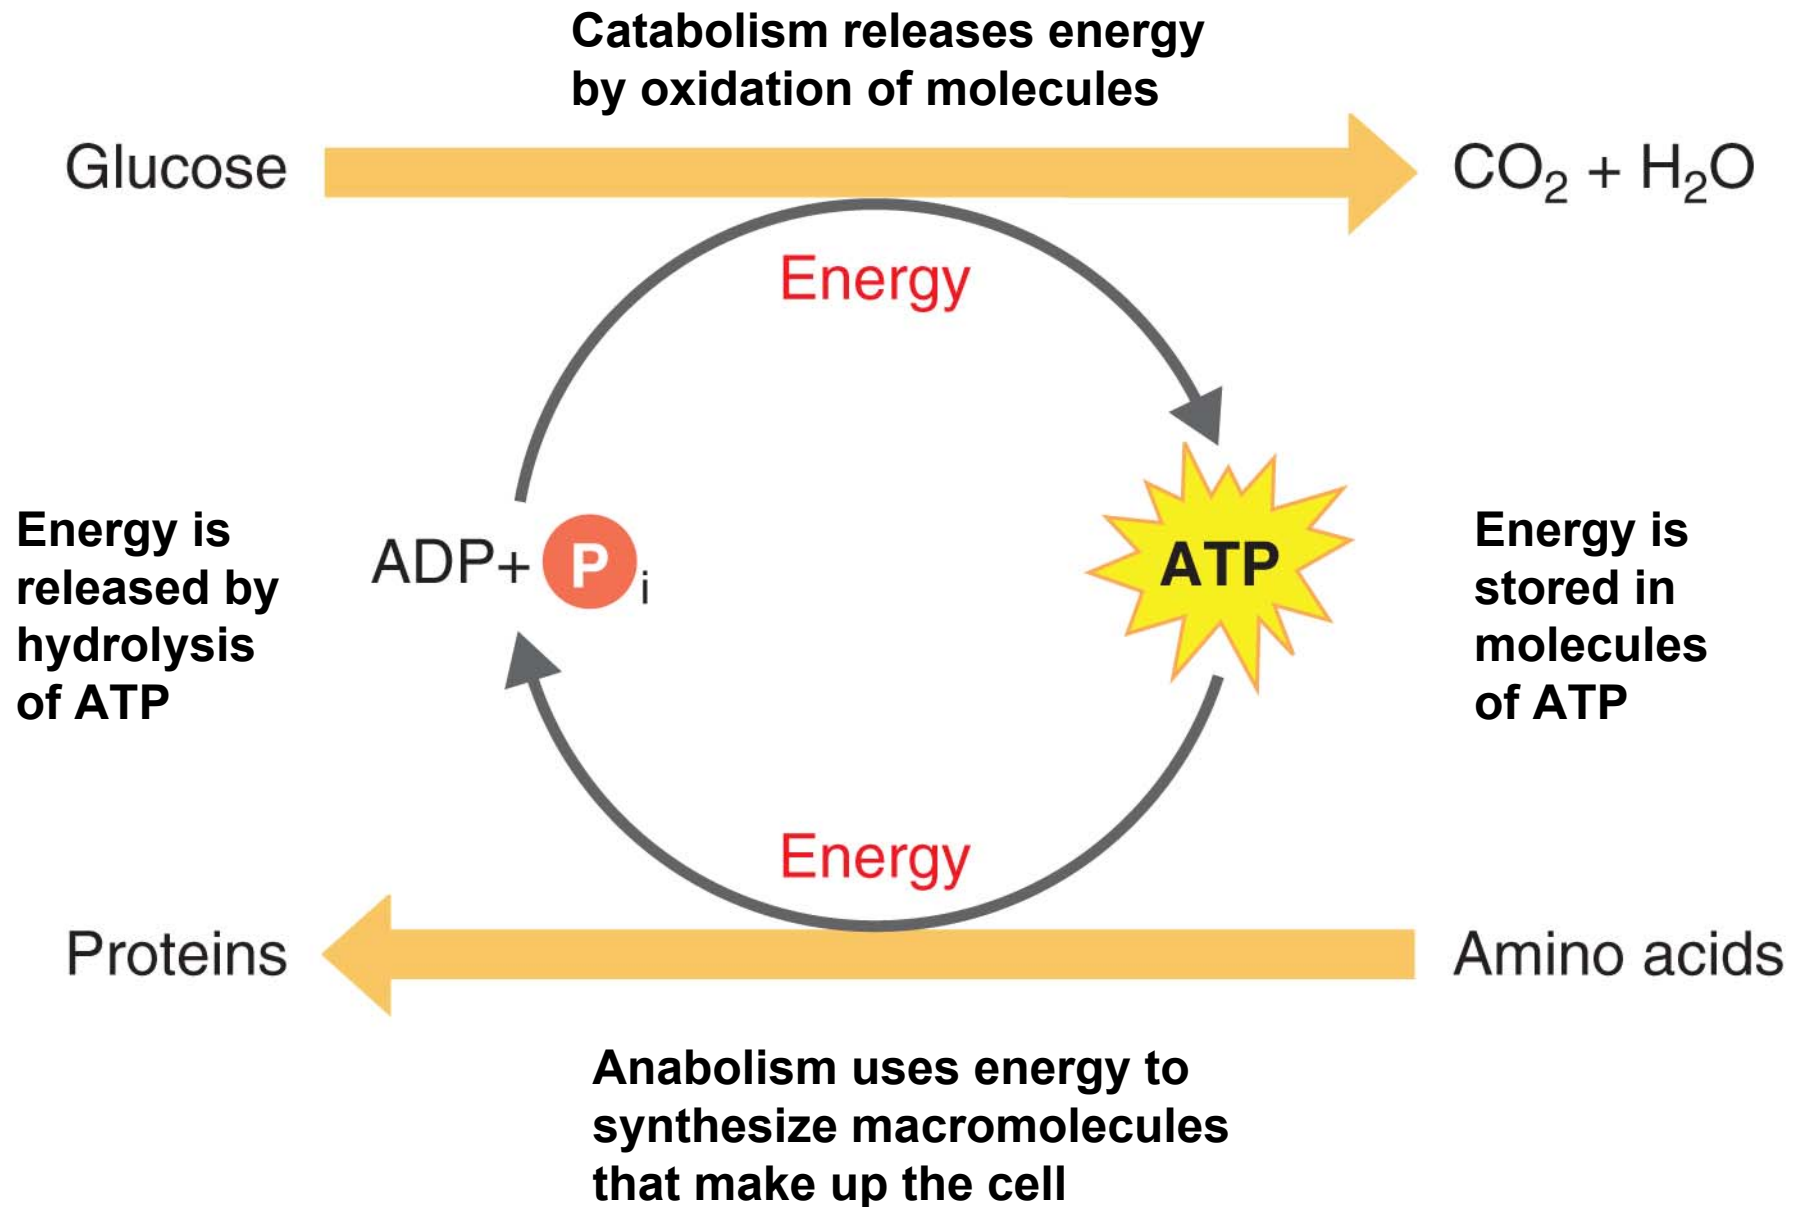 Catabolism releases energy
by oxidation of molecules
Glucose
CO₂ + H₂O
Energy
Energy is
released by
hydrolysis
of ATP
ADP+ P i
ATP
Energy is
stored in
molecules
of ATP
Energy
Proteins
Amino acids
Anabolism uses energy to
synthesize macromolecules
that make up the cell